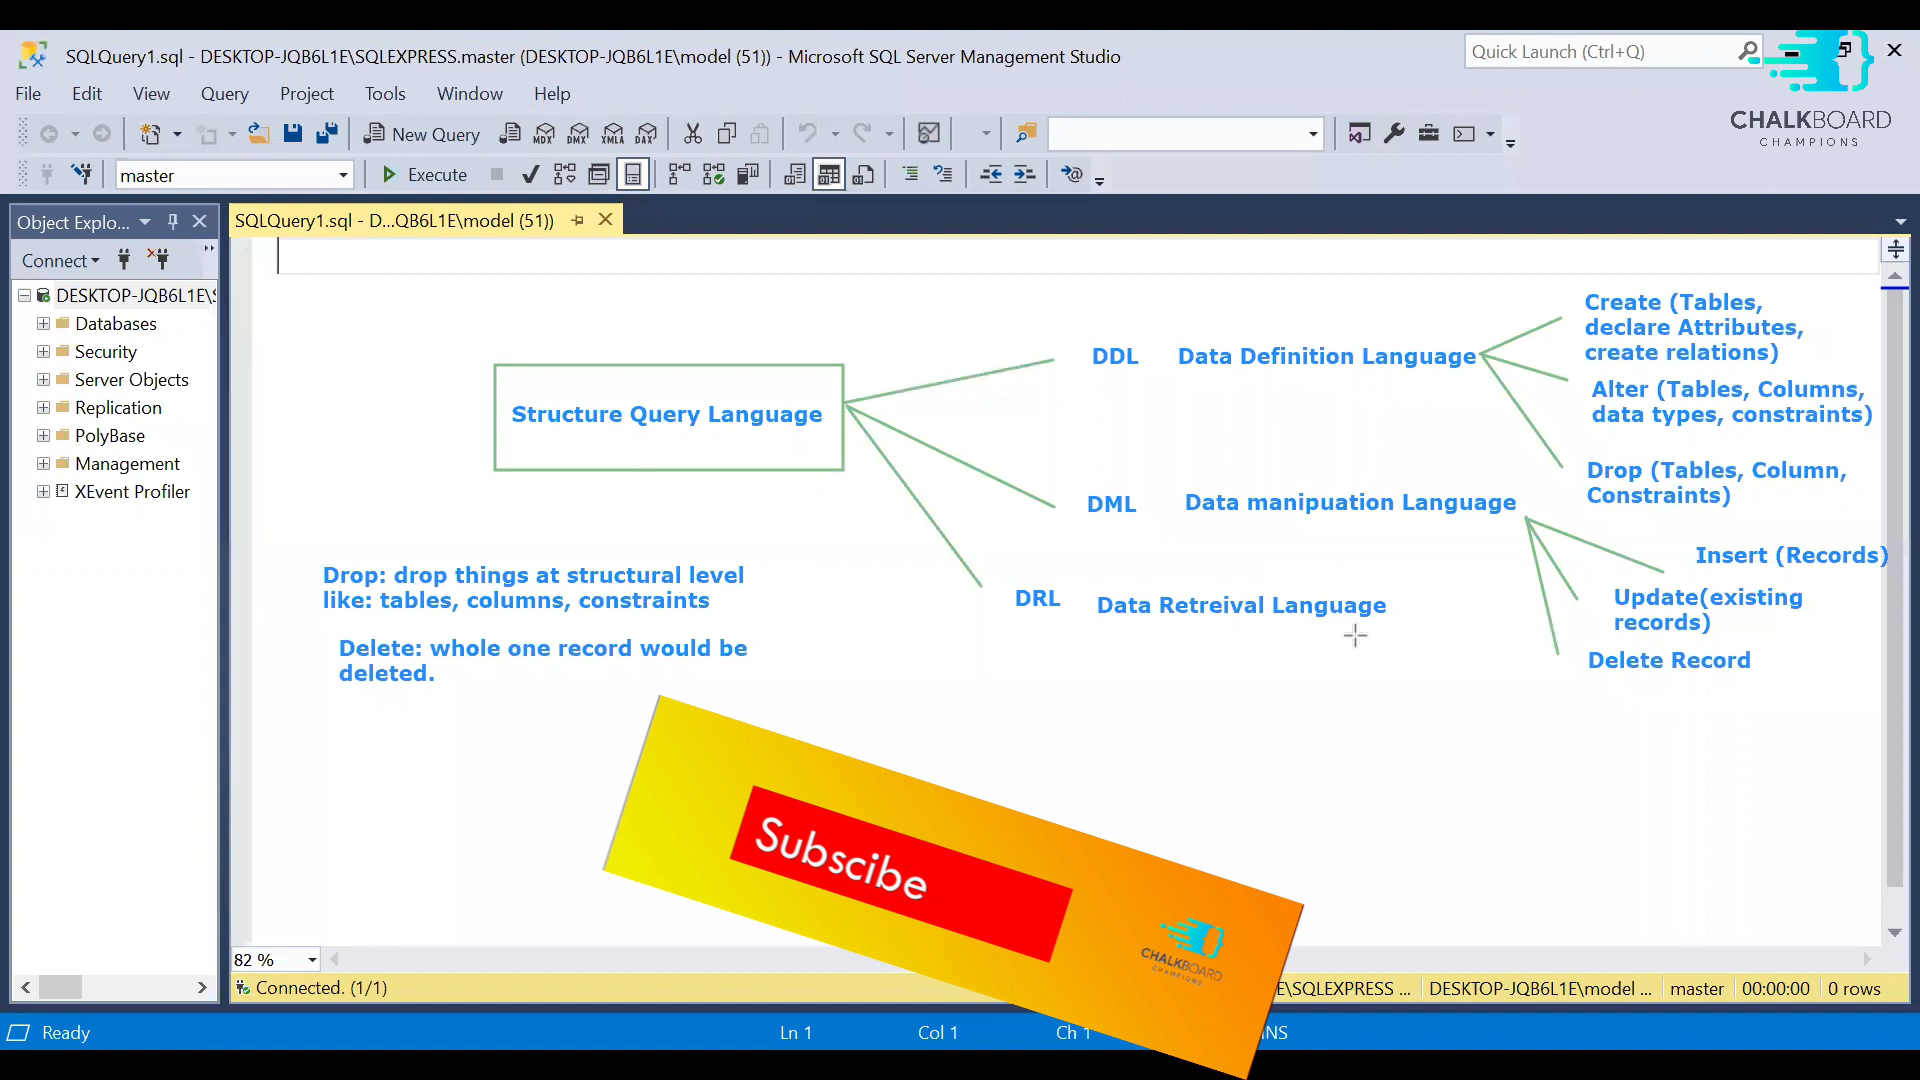 SQLQuery1.sql - DESKTOP-JQB6L1E\SQLEXPRESS.master (DESKTOP-JQB6L1E\model (51)) - Microsoft SQL Server Management Studio
Quick Launch (Ctrl+Q)
File Edit View Query Project Tools Window Help
CHALKBOARD
CHAMPIONS
New Query
MDX DMX XMLA DAX
master
Execute
Object Explo...
SQLQuery1.sql - D...QB6L1E\model (51))
Connect
DESKTOP-JQB6L1E\S
Databases
Security
Server Objects
Replication
PolyBase
Management
XEvent Profiler
Structure Query Language
DDL Data Definition Language
Create (Tables,
declare Attributes,
create relations)
Alter (Tables, Columns,
data types, constraints)
Drop (Tables, Column,
Constraints)
DML Data manipuation Language
Insert (Records)
Update(existing
records)
Delete Record
DRL Data Retreival Language
Drop: drop things at structural level
like: tables, columns, constraints
Delete: whole one record would be
deleted.
Subscibe
CHALKBOARD
CHAMPIONS
82 %
Connected. (1/1)
E\SQLEXPRESS ... DESKTOP-JQB6L1E\model ... master 00:00:00 0 rows
Ready Ln 1 Col 1 Ch 1 NS